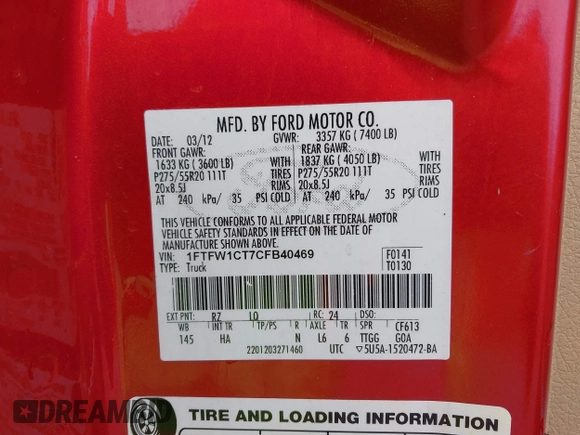 MFD. BY FORD MOTOR CO.
DATE: 03/12 GVWR: 3357 KG ( 7400 LB)
FRONT GAWR: REAR GAWR:
1633 KG ( 3600 LB) WITH 1837 KG ( 4050 LB) WITH
P275/55R20 111T TIRES P275/55R20 111T TIRES
20x8.5J RIMS 20x8.5J RIMS
AT 240 kPa/ 35 PSI COLD AT 240 kPa/ 35 PSI COLD
THIS VEHICLE CONFORMS TO ALL APPLICABLE FEDERAL MOTOR
VEHICLE SAFETY STANDARDS IN EFFECT ON THE DATE OF
MANUFACTURE SHOWN ABOVE.
VIN: 1FTFW1CT7CFB40469 F0141
TYPE: Truck T0130
EXT PNT: RZ LQ RC: 24 DSO:
WB INT TR TP/PS R AXLE TR SPR CF613
145 HA N L6 6 TTGG G0A
2201203271460 UTC 5U5A-1520472-BA
TIRE AND LOADING INFORMATION
DREAM